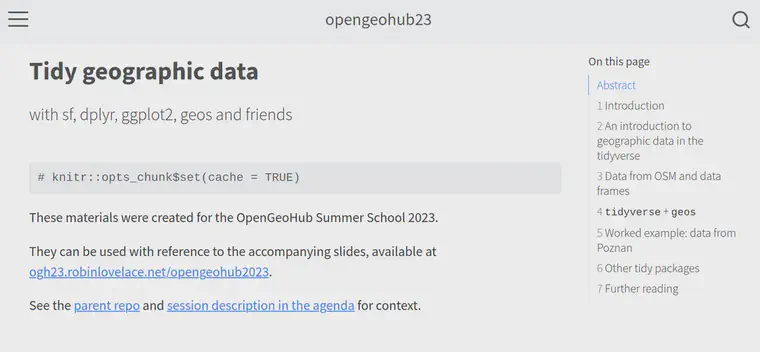 opengeohub23
Tidy geographic data
with sf, dplyr, ggplot2, geos and friends
# knitr::opts_chunk$set(cache = TRUE)
These materials were created for the OpenGeoHub Summer School 2023.
They can be used with reference to the accompanying slides, available at
ogh23.robinlovelace.net/opengeohub2023.
See the parent repo and session description in the agenda for context.
On this page
Abstract
1 Introduction
2 An introduction to
geographic data in the
tidyverse
3 Data from OSM and data
frames
4 tidyverse + geos
5 Worked example: data from
Poznan
6 Other tidy packages
7 Further reading